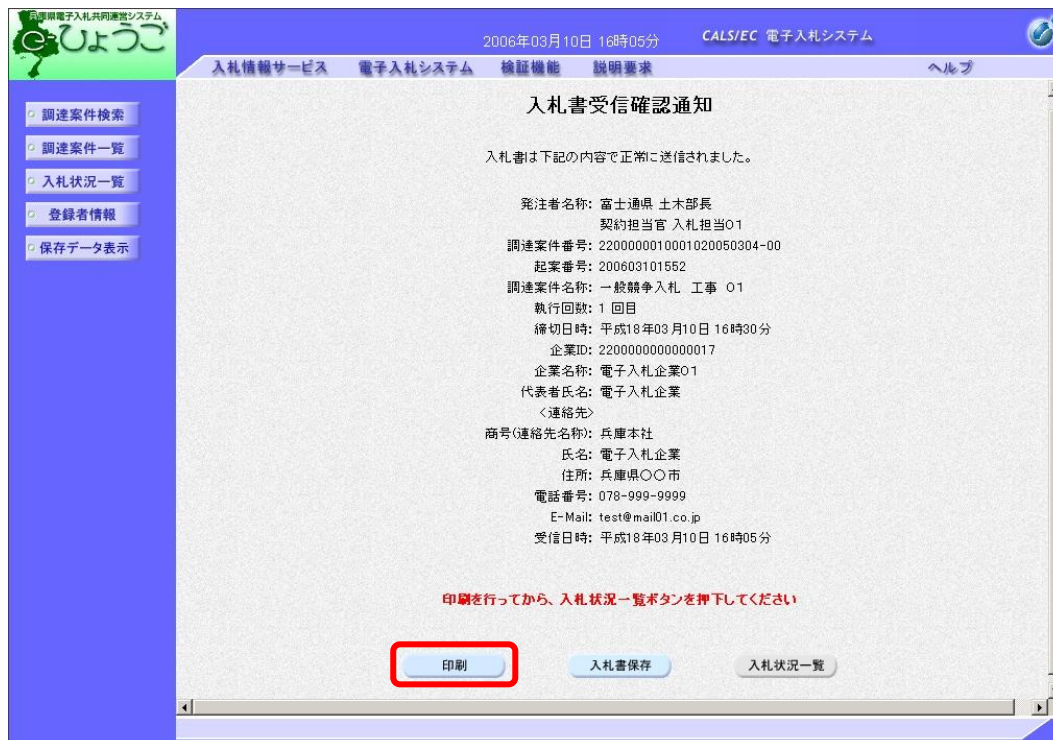 兵庫県電子入札共同運営システム
eひょうご
2006年03月10日 16時05分
CALS/EC 電子入札システム
入札情報サービス 電子入札システム 検証機能 説明要求 ヘルプ
調達案件検索
調達案件一覧
入札状況一覧
登録者情報
保存データ表示
入札書受信確認通知
入札書は下記の内容で正常に送信されました。
発注者名称: 富士通県 土木部長
契約担当官 入札担当01
調達案件番号: 2200000010001020050304-00
起案番号: 200603101552
調達案件名称: 一般競争入札 工事 01
執行回数: 1 回目
締切日時: 平成18年03月10日 16時30分
企業ID: 2200000000000017
企業名称: 電子入札企業01
代表者氏名: 電子入札企業
<連絡先>
商号(連絡先名称): 兵庫本社
氏名: 電子入札企業
住所: 兵庫県○○市
電話番号: 078-999-9999
E-Mail: test@mail01.co.jp
受信日時: 平成18年03月10日 16時05分
印刷を行ってから、入札状況一覧ボタンを押下してください
印刷 入札書保存 入札状況一覧